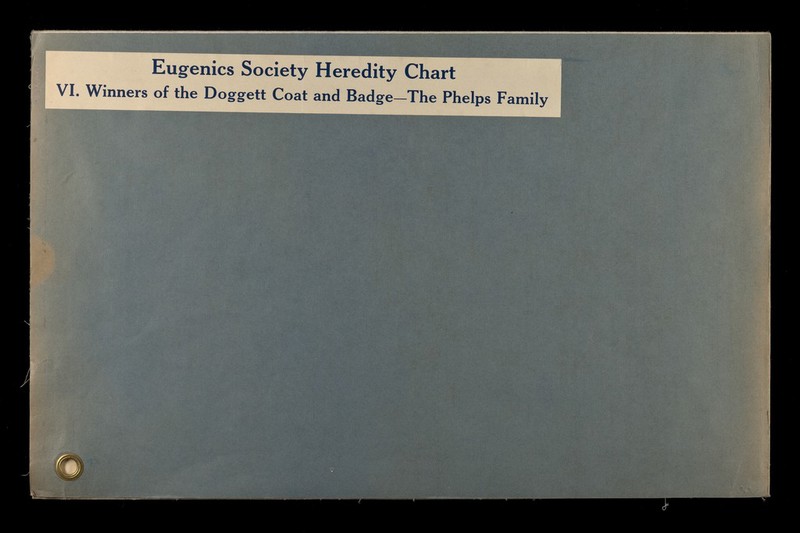 Eugenics Society Heredity Chart
VI. Winners of the Doggett Coat and Badge—The Phelps Family